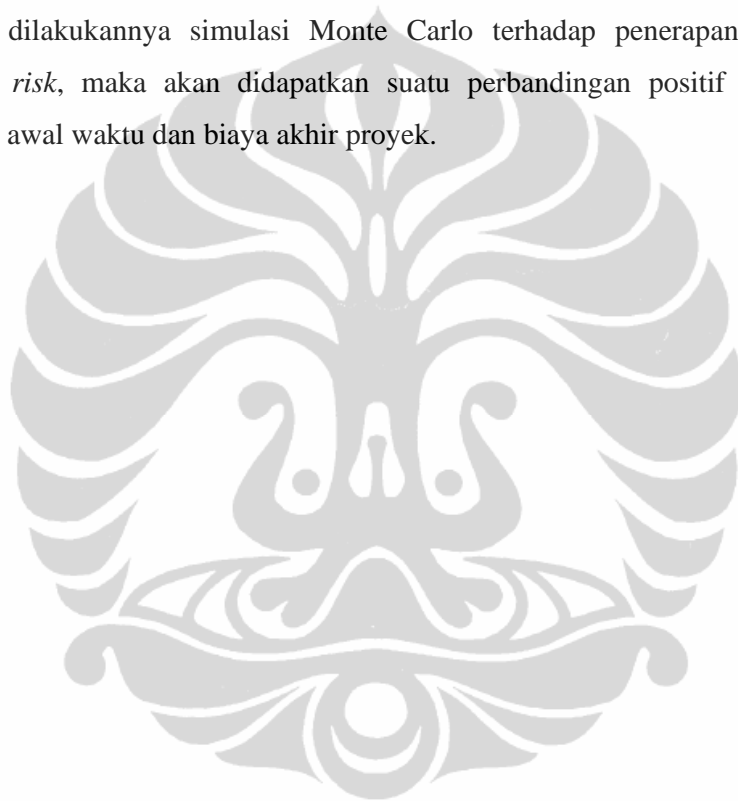 dilakukannya simulasi Monte Carlo terhadap penerapan
risk, maka akan didapatkan suatu perbandingan positif
awal waktu dan biaya akhir proyek.